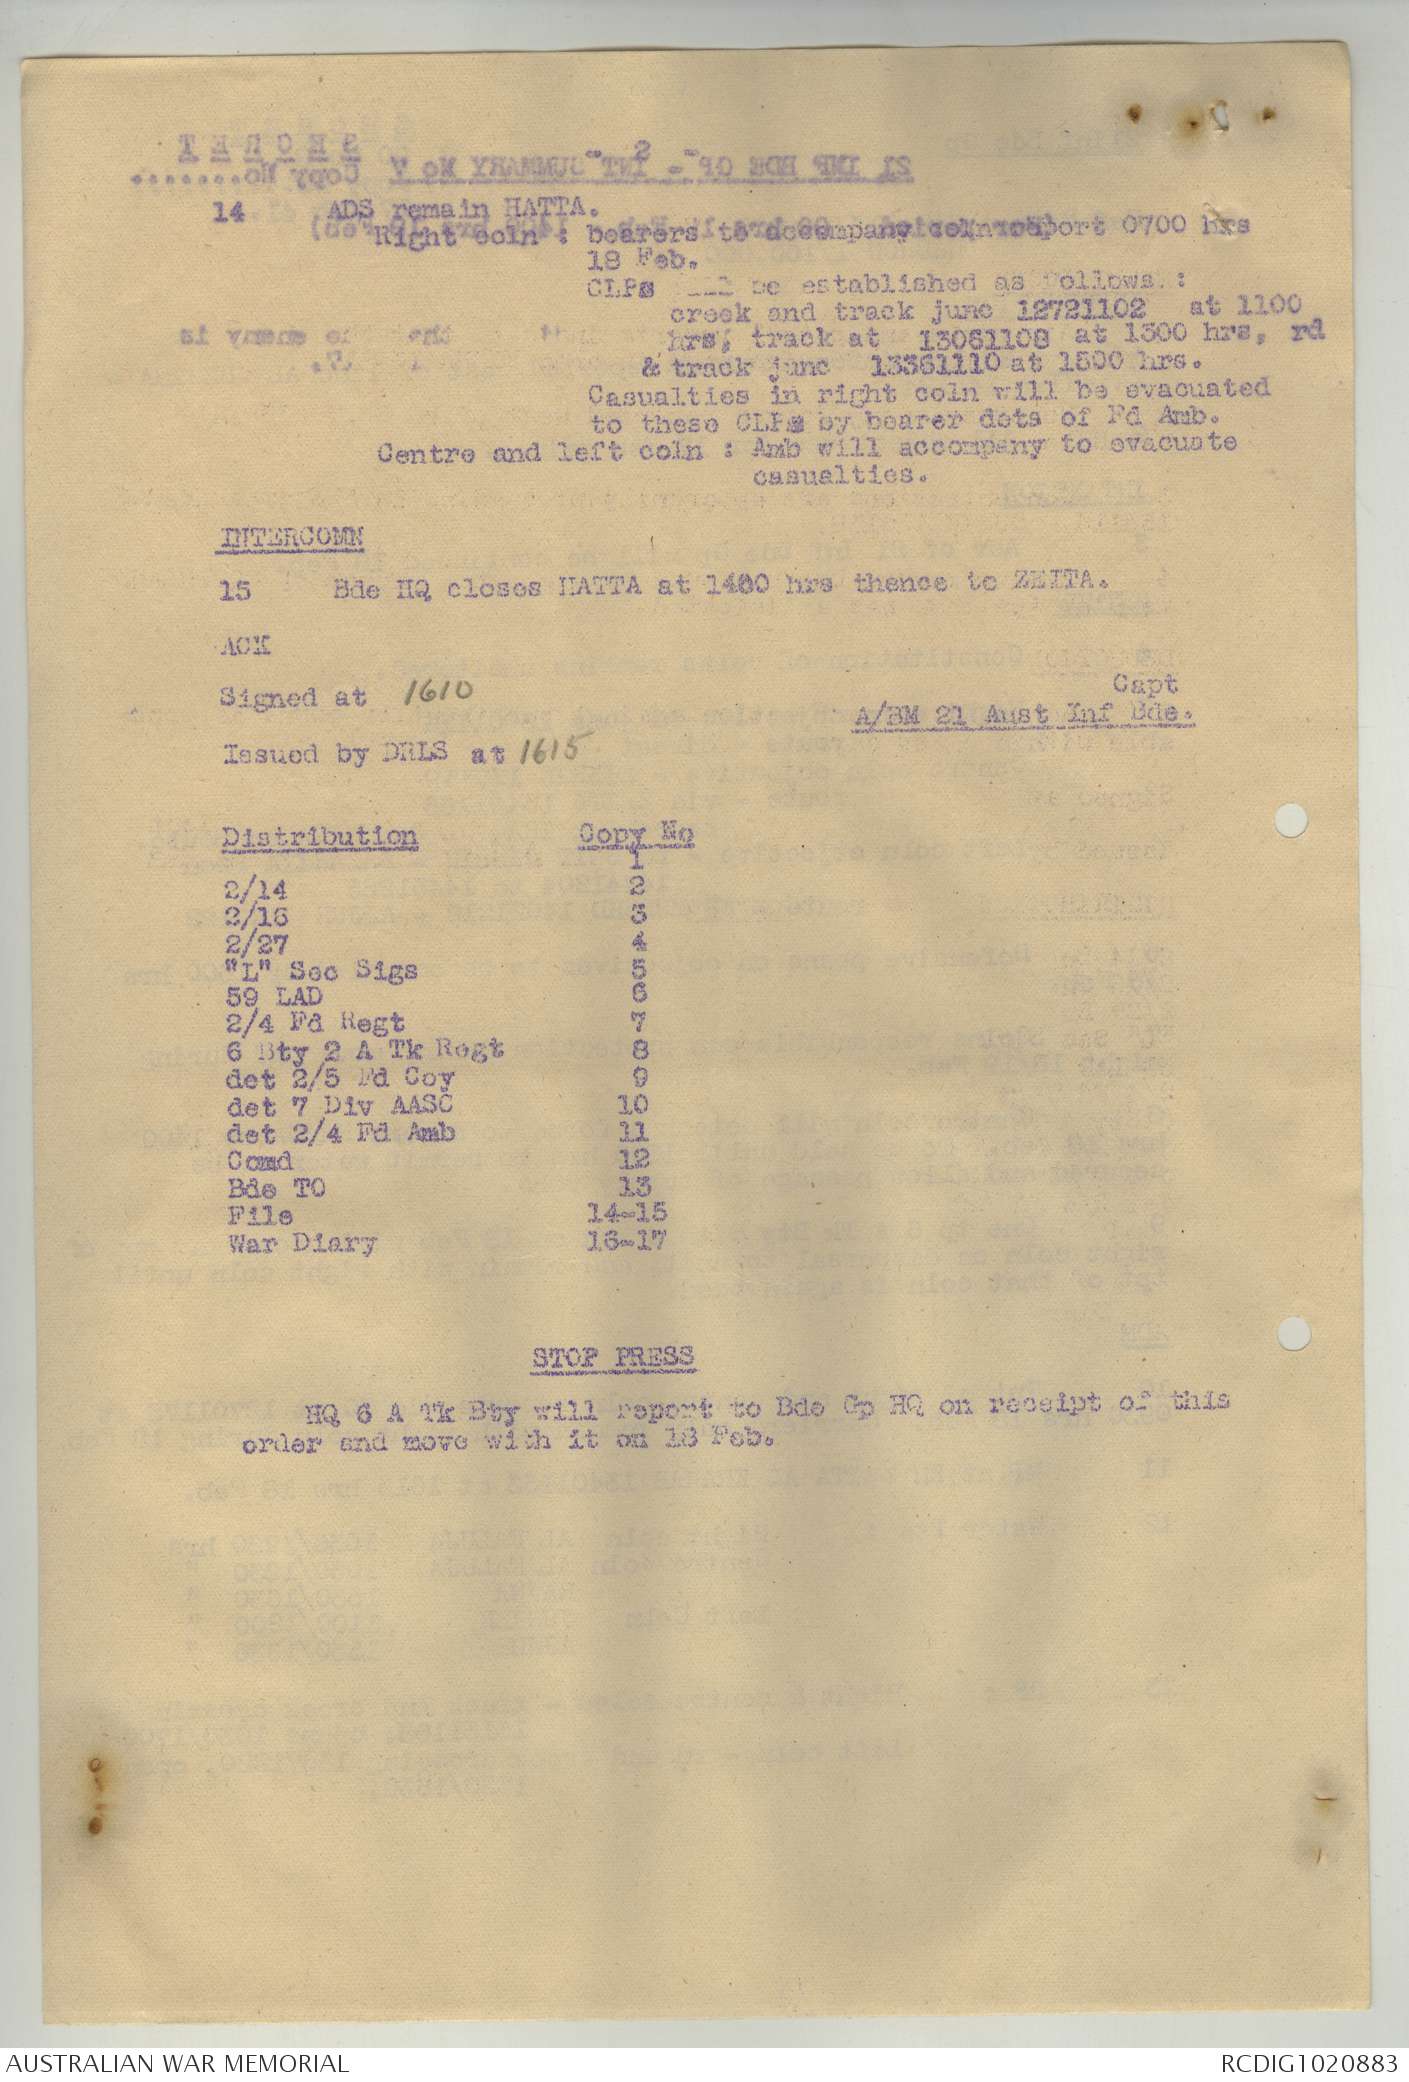 - 2 -
14 ADS remain HATTA.
Right coln : bearers to accompany coln report 0700 hrs
18 Feb.
CLPs will be established as follows :
creek and track junc 12721102 at 1100
hrs, track at 13061108 at 1300 hrs, rd
& track junc 13361110 at 1500 hrs.
Casualties in right coln will be evacuated
to these CLPs by bearer dets of Fd Amb.
Centre and left coln : Amb will accompany to evacuate
casualties.
INTERCOMN
15 Bde HQ closes HATTA at 1400 hrs thence to ZEITA.
ACK
Signed at 1610
Capt
A/BM 21 Aust Inf Bde.
Issued by DRLS at 1615
Distribution Copy No
1
2/14 2
2/16 3
2/27 4
"L" Sec Sigs 5
59 LAD 6
2/4 Fd Regt 7
6 Bty 2 A Tk Regt 8
det 2/5 Fd Coy 9
det 7 Div AASC 10
det 2/4 Fd Amb 11
Comd 12
Bde TO 13
File 14-15
War Diary 16-17
STOP PRESS
HQ 6 A Tk Bty will report to Bde Gp HQ on receipt of this
order and move with it on 18 Feb.
AUSTRALIAN WAR MEMORIAL RCDIG1020883